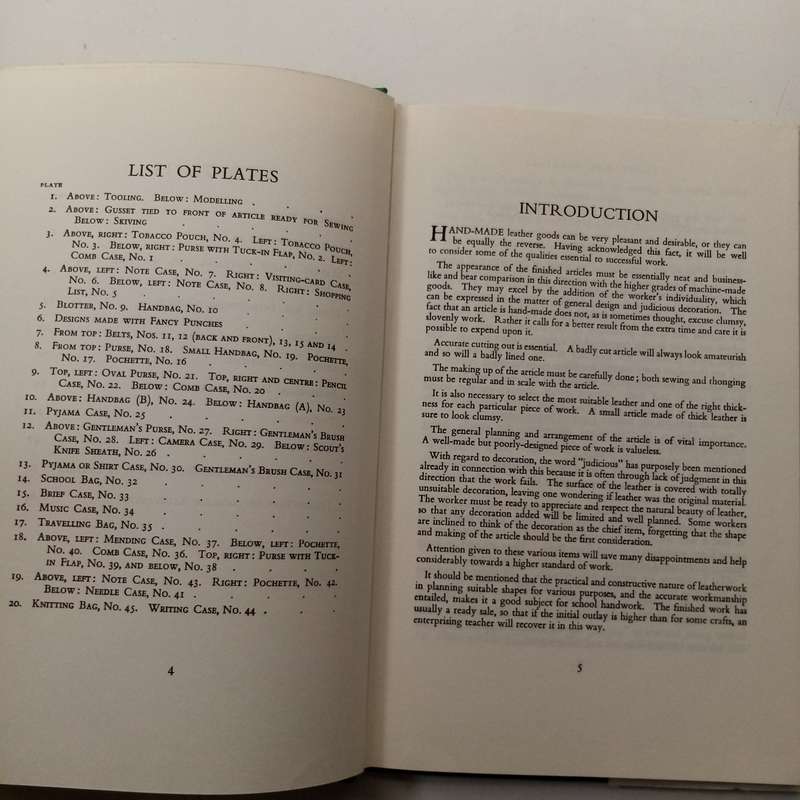 LIST OF PLATES
PLATE
1. Above: Tooling. Below: Modelling . . . .
2. Above: Gusset tied to front of article ready for Sewing
Below: Skiving . . . . .
3. Above, right: Tobacco Pouch, No. 4. Left: Tobacco Pouch,
No. 3. Below, right: Purse with Tuck-in Flap, No. 2. Left:
Comb Case, No. 1 . . . . .
4. Above, left: Note Case, No. 7. Right: Visiting-card Case,
No. 6. Below, left: Note Case, No. 8. Right: Shopping
List, No. 5 . . . . . .
5. Blotter, No. 9. Handbag, No. 10 . . . .
6. Designs made with Fancy Punches . . . .
7. From top: Belts, Nos. 11, 12 (back and front), 13, 15 and 14 .
8. From top: Purse, No. 18. Small Handbag, No. 19. Pochette,
No. 17. Pochette, No. 16 . . . .
9. Top, left: Oval Purse, No. 21. Top, right and centre: Pencil
Case, No. 22. Below: Comb Case, No. 20 . . .
10. Above: Handbag (B), No. 24. Below: Handbag (A), No. 23
11. Pyjama Case, No. 25 . . . . .
12. Above: Gentleman's Purse, No. 27. Right: Gentleman's Brush
Case, No. 28. Left: Camera Case, No. 29. Below: Scout's
Knife Sheath, No. 26 . . . . .
13. Pyjama or Shirt Case, No. 30. Gentleman's Brush Case, No. 31
14. School Bag, No. 32 . . . . .
15. Brief Case, No. 33 . . . . .
16. Music Case, No. 34 . . . . .
17. Travelling Bag, No. 35 . . . . .
18. Above, left: Mending Case, No. 37. Below, left: Pochette,
No. 40. Comb Case, No. 36. Top, right: Purse with Tuck-
in Flap, No. 39, and below, No. 38 . . . .
19. Above, left: Note Case, No. 43. Right: Pochette, No. 42.
Below: Needle Case, No. 41 . . . . .
20. Knitting Bag, No. 45. Writing Case, No. 44 . . .
4
INTRODUCTION
HAND-MADE leather goods can be very pleasant and desirable, or they can
be equally the reverse. Having acknowledged this fact, it will be well
to consider some of the qualities essential to successful work.
The appearance of the finished articles must be essentially neat and business-
like and bear comparison in this direction with the higher grades of machine-made
goods. They may excel by the addition of the worker's individuality, which
can be expressed in the matter of general design and judicious decoration. The
fact that an article is hand-made does not, as is sometimes thought, excuse clumsy,
slovenly work. Rather it calls for a better result from the extra time and care it is
possible to expend upon it.
Accurate cutting out is essential. A badly cut article will always look amateurish
and so will a badly lined one.
The making up of the article must be carefully done; both sewing and thonging
must be regular and in scale with the article.
It is also necessary to select the most suitable leather and one of the right thick-
ness for each particular piece of work. A small article made of thick leather is
sure to look clumsy.
The general planning and arrangement of the article is of vital importance.
A well-made but poorly-designed piece of work is valueless.
With regard to decoration, the word "judicious" has purposely been mentioned
already in connection with this because it is often through lack of judgment in this
direction that the work fails. The surface of the leather is covered with totally
unsuitable decoration, leaving one wondering if leather was the original material.
The worker must be ready to appreciate and respect the natural beauty of leather,
so that any decoration added will be limited and well planned. Some workers
are inclined to think of the decoration as the chief item, forgetting that the shape
and making of the article should be the first consideration.
Attention given to these various items will save many disappointments and help
considerably towards a higher standard of work.
It should be mentioned that the practical and constructive nature of leatherwork
in planning suitable shapes for various purposes, and the accurate workmanship
entailed, makes it a good subject for school handwork. The finished work has
usually a ready sale, so that if the initial outlay is higher than for some crafts, an
enterprising teacher will recover it in this way.
5